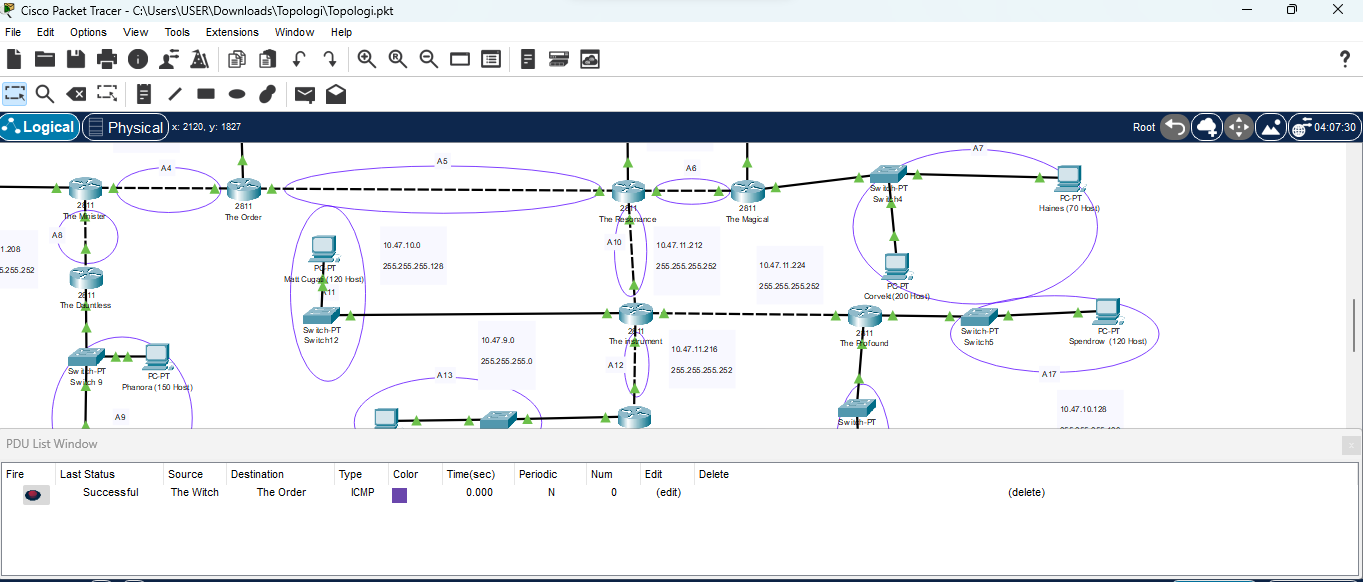 Cisco Packet Tracer - C:\Users\USER\Downloads\Topologi\Topologi.pkt
File Edit Options View Tools Extensions Window Help
Logical Physical x: 2120, y: 1827 Root 04:07:30
A4
A5
A6
A7
2811
The Minister
2811
The Order
2811
The Resonance
2811
The Magical
Switch-PT
Switch4
PC-PT
Haines (70 Host)
A8
1.208
5.255.252
2811
The Dauntless
PC-PT
Matt Cugat (120 Host)
A11
10.47.10.0
255.255.255.128
A10
10.47.11.212
255.255.255.252
10.47.11.224
255.255.255.252
PC-PT
Corvekt(200 Host)
Switch-PT
Switch12
2811
The instrument
2811
The Profound
Switch-PT
Switch5
PC-PT
Spendrow (120 Host)
10.47.9.0
255.255.255.0
A12
10.47.11.216
255.255.255.252
Switch-PT
Switch 9
PC-PT
Phanora (150 Host)
A13
A17
A9
10.47.10.128
Switch-PT
PDU List Window
Fire Last Status Source Destination Type Color Time(sec) Periodic Num Edit Delete
Successful The Witch The Order ICMP 0.000 N 0 (edit) (delete)